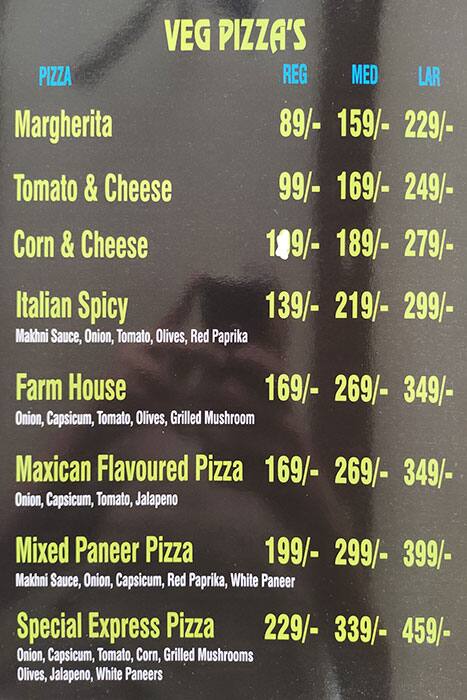 VEG PIZZA'S
PIZZA REG MED LAR
Margherita 89/- 159/- 229/-
Tomato & Cheese 99/- 169/- 249/-
Corn & Cheese 189/- 279/-
Italian Spicy 139/- 219/- 299/-
Makhni Sauce, Onion, Tomato, Olives, Red Paprika
Farm House 169/- 269/- 349/-
Onion, Capsicum, Tomato, Olives, Grilled Mushroom
Maxican Flavoured Pizza 169/- 269/- 349/-
Onion, Capsicum, Tomato, Jalapeno
Mixed Paneer Pizza 199/- 299/- 399/-
Makhni Sauce, Onion, Capsicum, Red Paprika, White Paneer
Special Express Pizza 229/- 339/- 459/-
Onion, Capsicum, Tomato, Corn, Grilled Mushrooms
Olives, Jalapeno, White Paneers